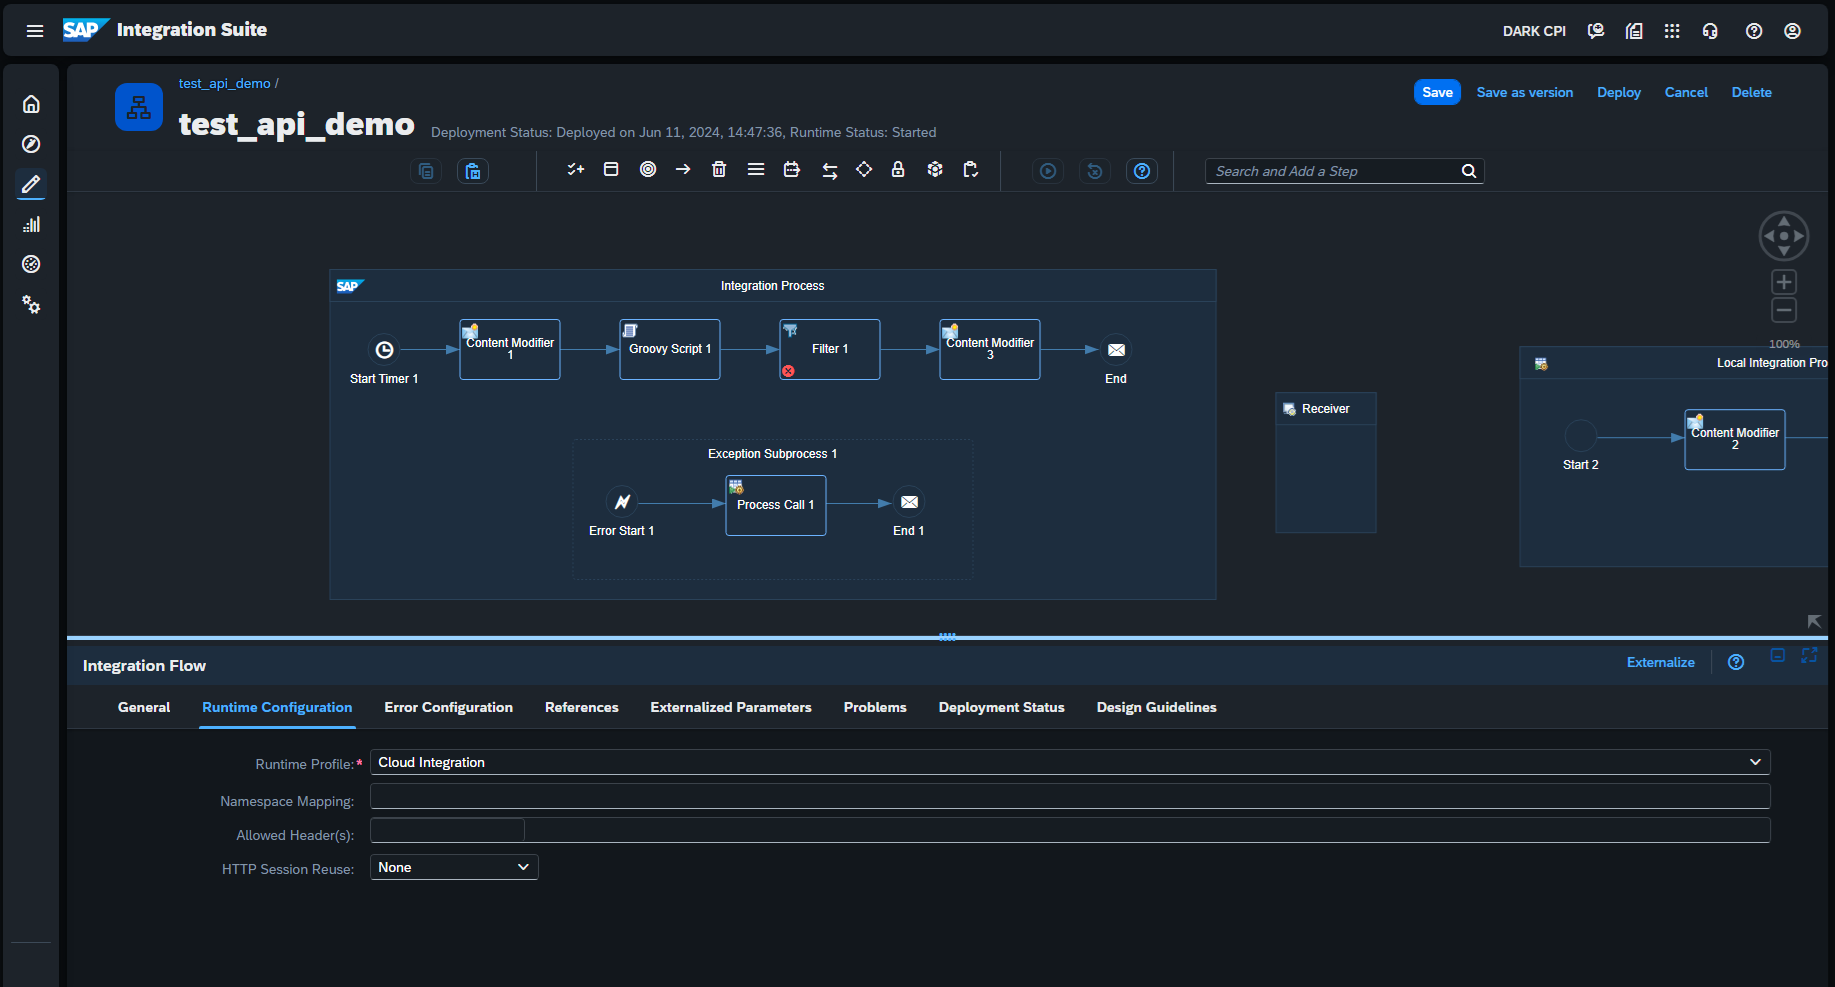 SAP Integration Suite
DARK CPI
test_api_demo /
test_api_demo
Deployment Status: Deployed on Jun 11, 2024, 14:47:36, Runtime Status: Started
Save
Save as version
Deploy
Cancel
Delete
Search and Add a Step
100%
SAP
Integration Process
Start Timer 1
Content Modifier
1
Groovy Script 1
Filter 1
Content Modifier
3
End
Exception Subprocess 1
Error Start 1
Process Call 1
End 1
Receiver
Local Integration Pro
Start 2
Content Modifier
2
Integration Flow
Externalize
General
Runtime Configuration
Error Configuration
References
Externalized Parameters
Problems
Deployment Status
Design Guidelines
Runtime Profile:* Cloud Integration
Namespace Mapping:
Allowed Header(s):
HTTP Session Reuse: None